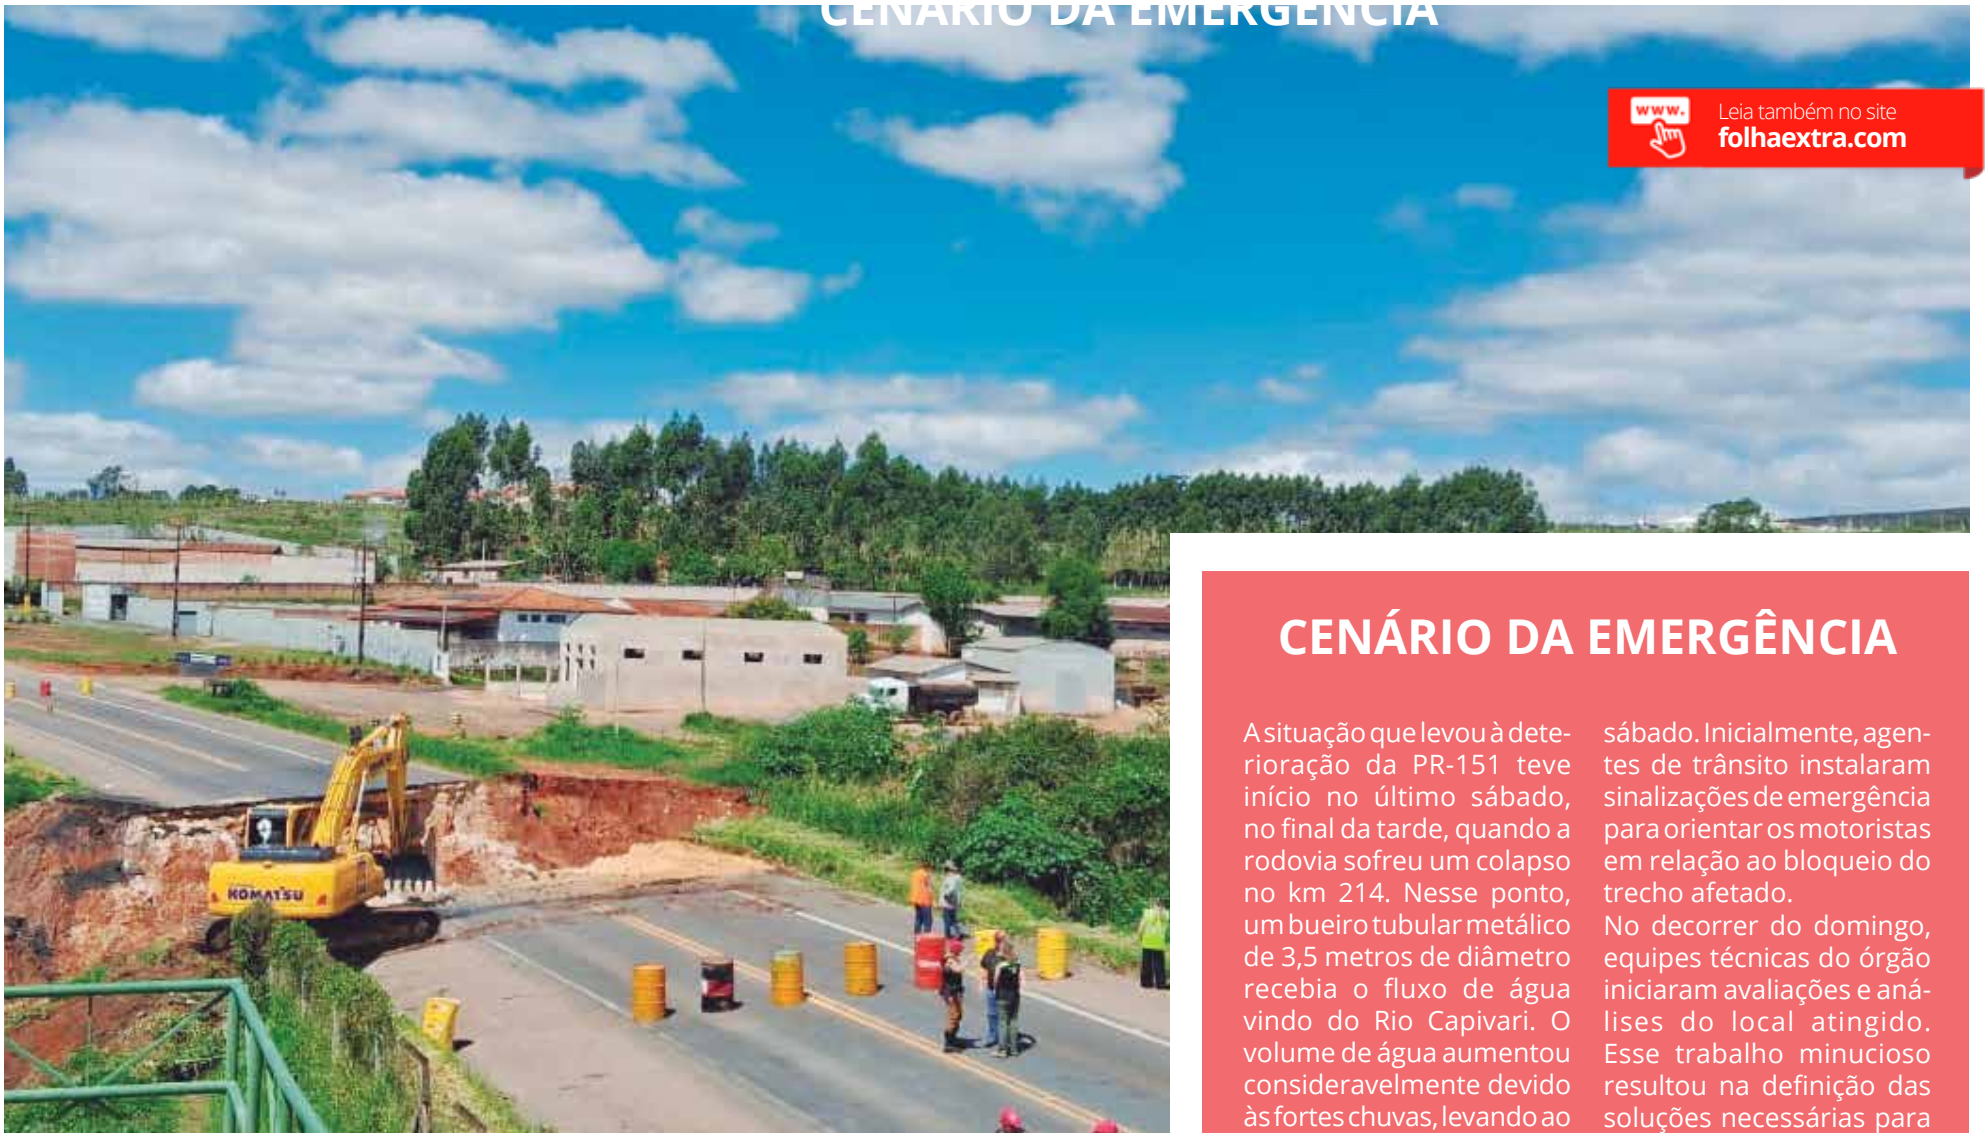 CENÁRIO DA EMERGÊNCIA
www.
Leia também no site
folhaextra.com
KOMATSU
CENÁRIO DA EMERGÊNCIA
A situação que levou à dete-
rioração da PR-151 teve
início no último sábado,
no final da tarde, quando a
rodovia sofreu um colapso
no km 214. Nesse ponto,
um bueiro tubular metálico
de 3,5 metros de diâmetro
recebia o fluxo de água
vindo do Rio Capivari. O
volume de água aumentou
consideravelmente devido
às fortes chuvas, levando ao
sábado. Inicialmente, agen-
tes de trânsito instalaram
sinalizações de emergência
para orientar os motoristas
em relação ao bloqueio do
trecho afetado.
No decorrer do domingo,
equipes técnicas do órgão
iniciaram avaliações e aná-
lises do local atingido.
Esse trabalho minucioso
resultou na definição das
soluções necessárias para